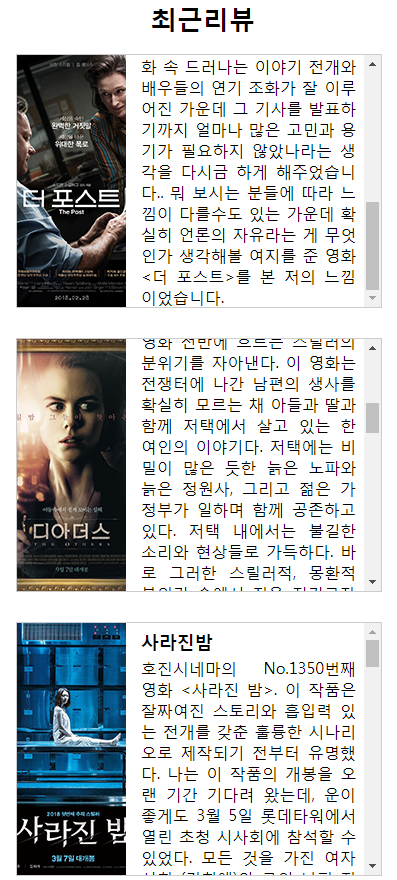 최근리뷰
더 포스트
The Post
완벽한 거짓말
위대한 폭로
2018.02.28
화 속 드러나는 이야기 전개와
배우들의 연기 조화가 잘 이루
어진 가운데 그 기사를 발표하
기까지 얼마나 많은 고민과 용
기가 필요하지 않았나라는 생
각을 다시금 하게 해주었습니
다.. 뭐 보시는 분들에 따라 느
낌이 다를수도 있는 가운데 확
실히 언론의 자유라는 게 무엇
인가 생각해볼 여지를 준 영화
<더 포스트>를 본 저의 느낌
이었습니다.
디아더스
THE OTHERS
영화 전반에 흐르는 스릴러의
분위기를 자아낸다. 이 영화는
전쟁터에 나간 남편의 생사를
확실히 모르는 채 아들과 딸과
함께 저택에서 살고 있는 한
여인의 이야기다. 저택에는 비
밀이 많은 듯한 늙은 노파와
늙은 정원사, 그리고 젊은 가
정부가 일하며 함께 공존하고
있다. 저택 내에서는 불길한
소리와 현상들로 가득하다. 바
로 그러한 스릴러적, 몽환적
사라진 밤
3월 7일 대개봉
사라진밤
호진시네마의 No.1350번째
영화 <사라진 밤>. 이 작품은
잘짜여진 스토리와 흡입력 있
는 전개를 갖춘 훌륭한 시나리
오로 제작되기 전부터 유명했
다. 나는 이 작품의 개봉을 오
랜 기간 기다려 왔는데, 운이
좋게도 3월 5일 롯데타워에서
열린 초청 시사회에 참석할 수
있었다. 모든 것을 가진 여자